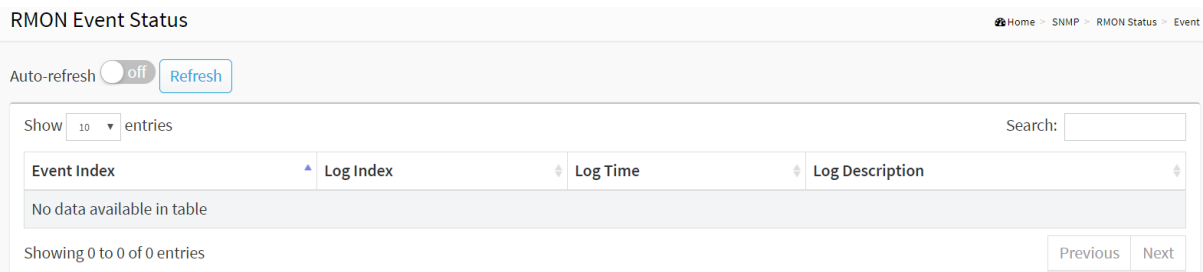 RMON Event Status
Home > SNMP > RMON Status > Event
Auto-refresh off Refresh
Show 10 entries Search:
Event Index Log Index Log Time Log Description
No data available in table
Showing 0 to 0 of 0 entries Previous Next